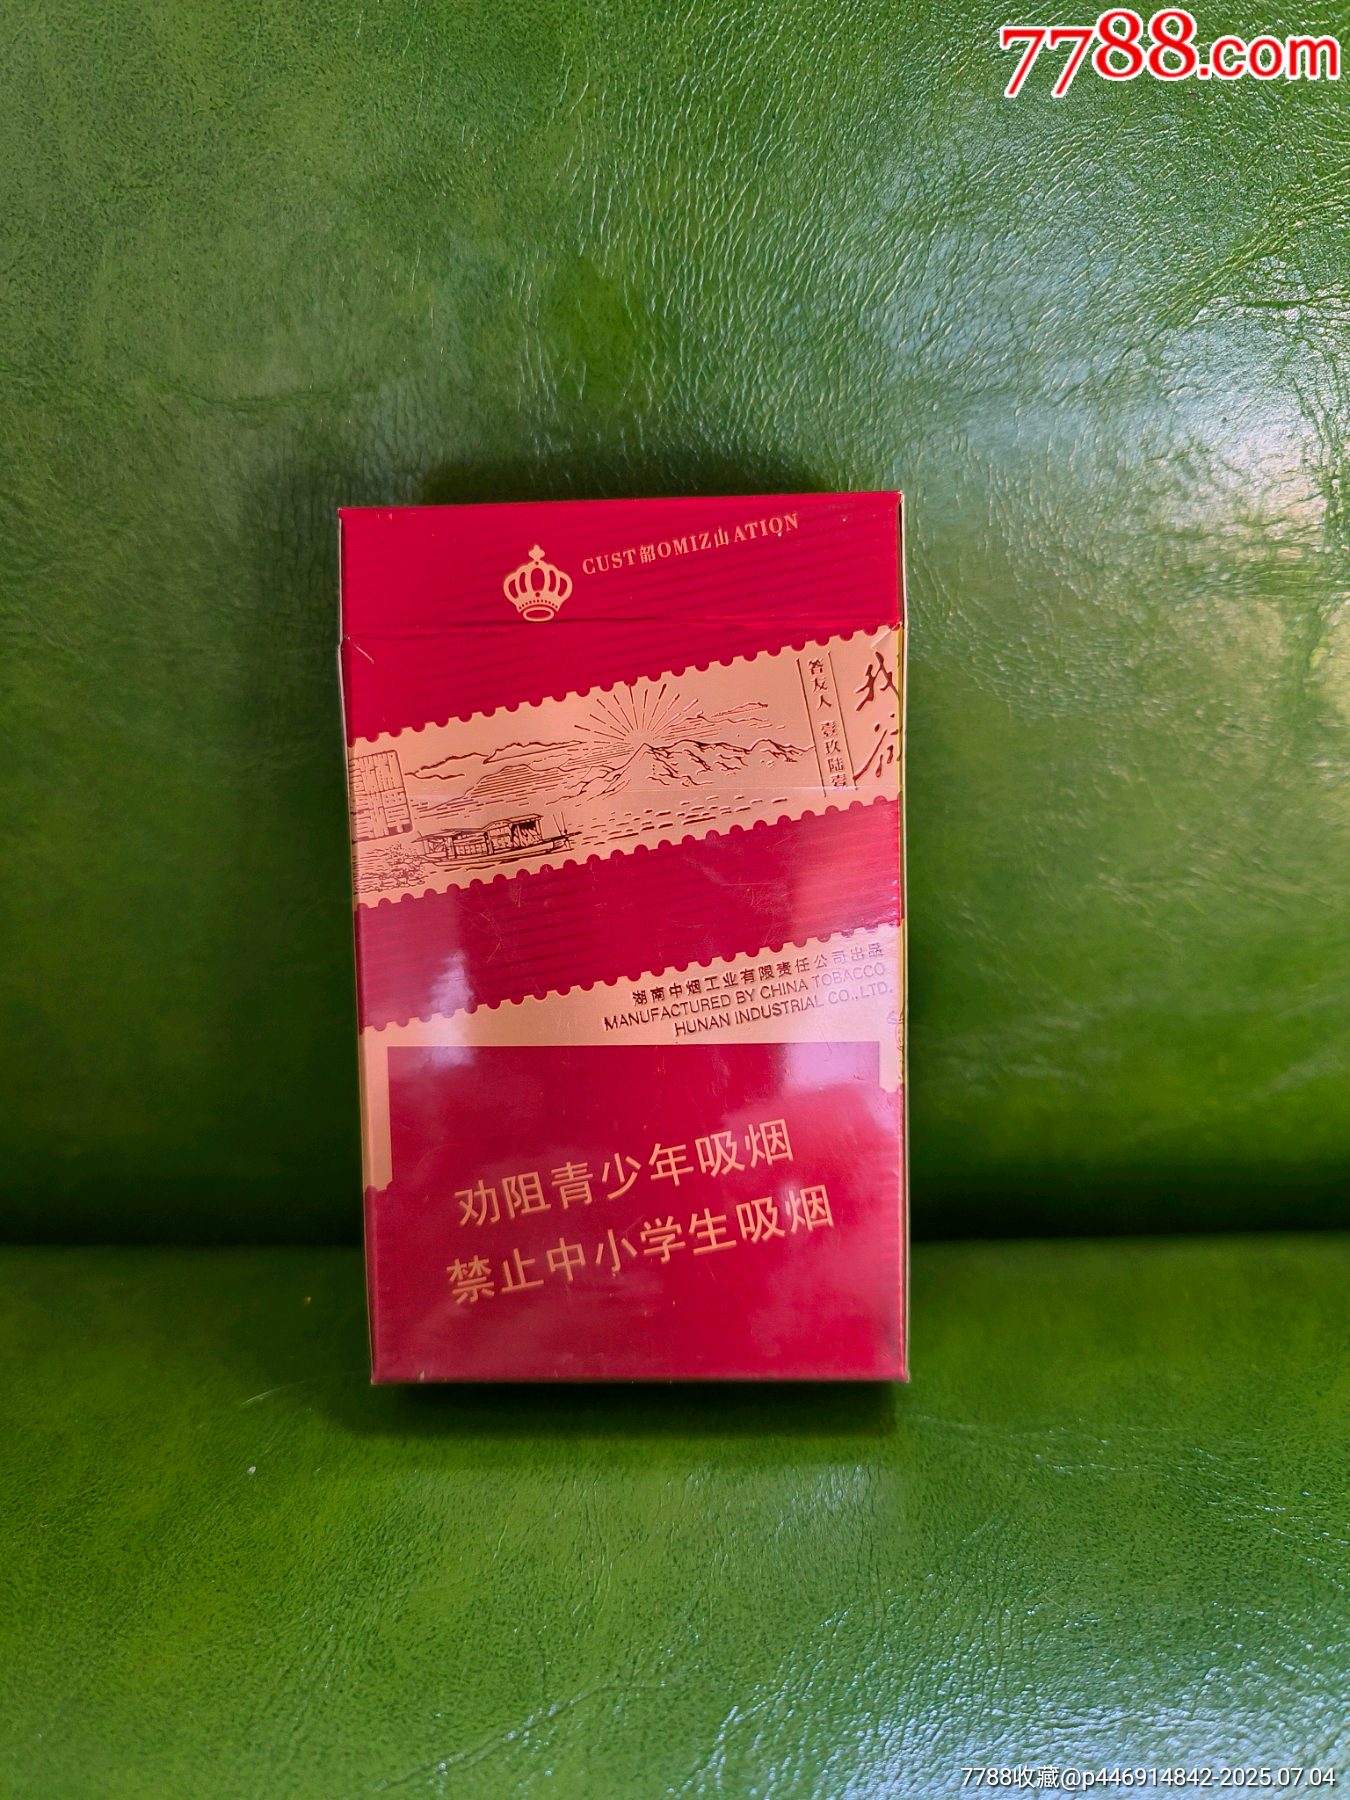 7788.com
CUST韶OMIZ山ATION
答友人 壹玖陆壹
湖南中烟工业有限责任公司出品
MANUFACTURED BY CHINA TOBACCO
HUNAN INDUSTRIAL CO.,LTD.
劝阻青少年吸烟
禁止中小学生吸烟
7788收藏@p446914842-2025.07.04